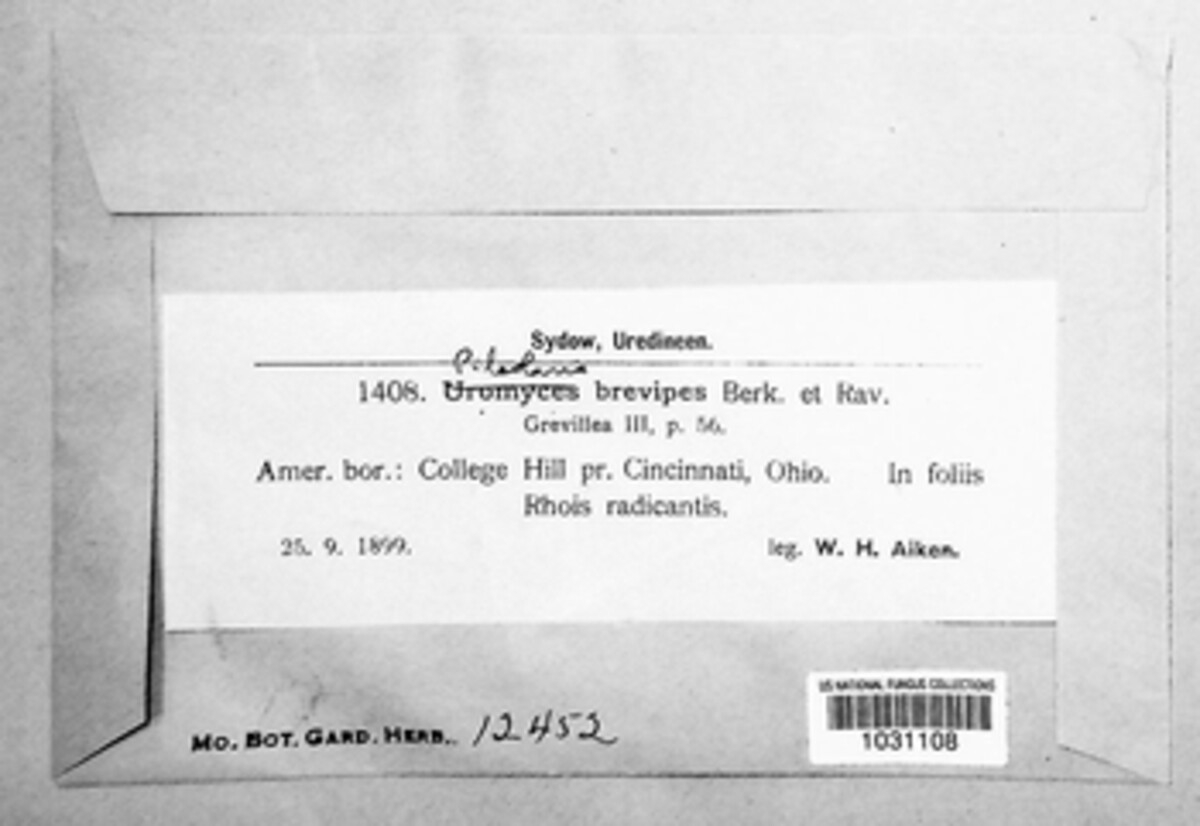 Sydow, Uredineen.
Pileolaria
1408. Uromyces brevipes Berk. et Rav.
Grevillea III, p. 56.
Amer. bor.: College Hill pr. Cincinnati, Ohio. In foliis
Rhois radicantis.
25. 9. 1899. leg. W. H. Aiken.
US NATIONAL FUNGUS COLLECTIONS
1031108
MO. BOT. GARD. HERB. 12452